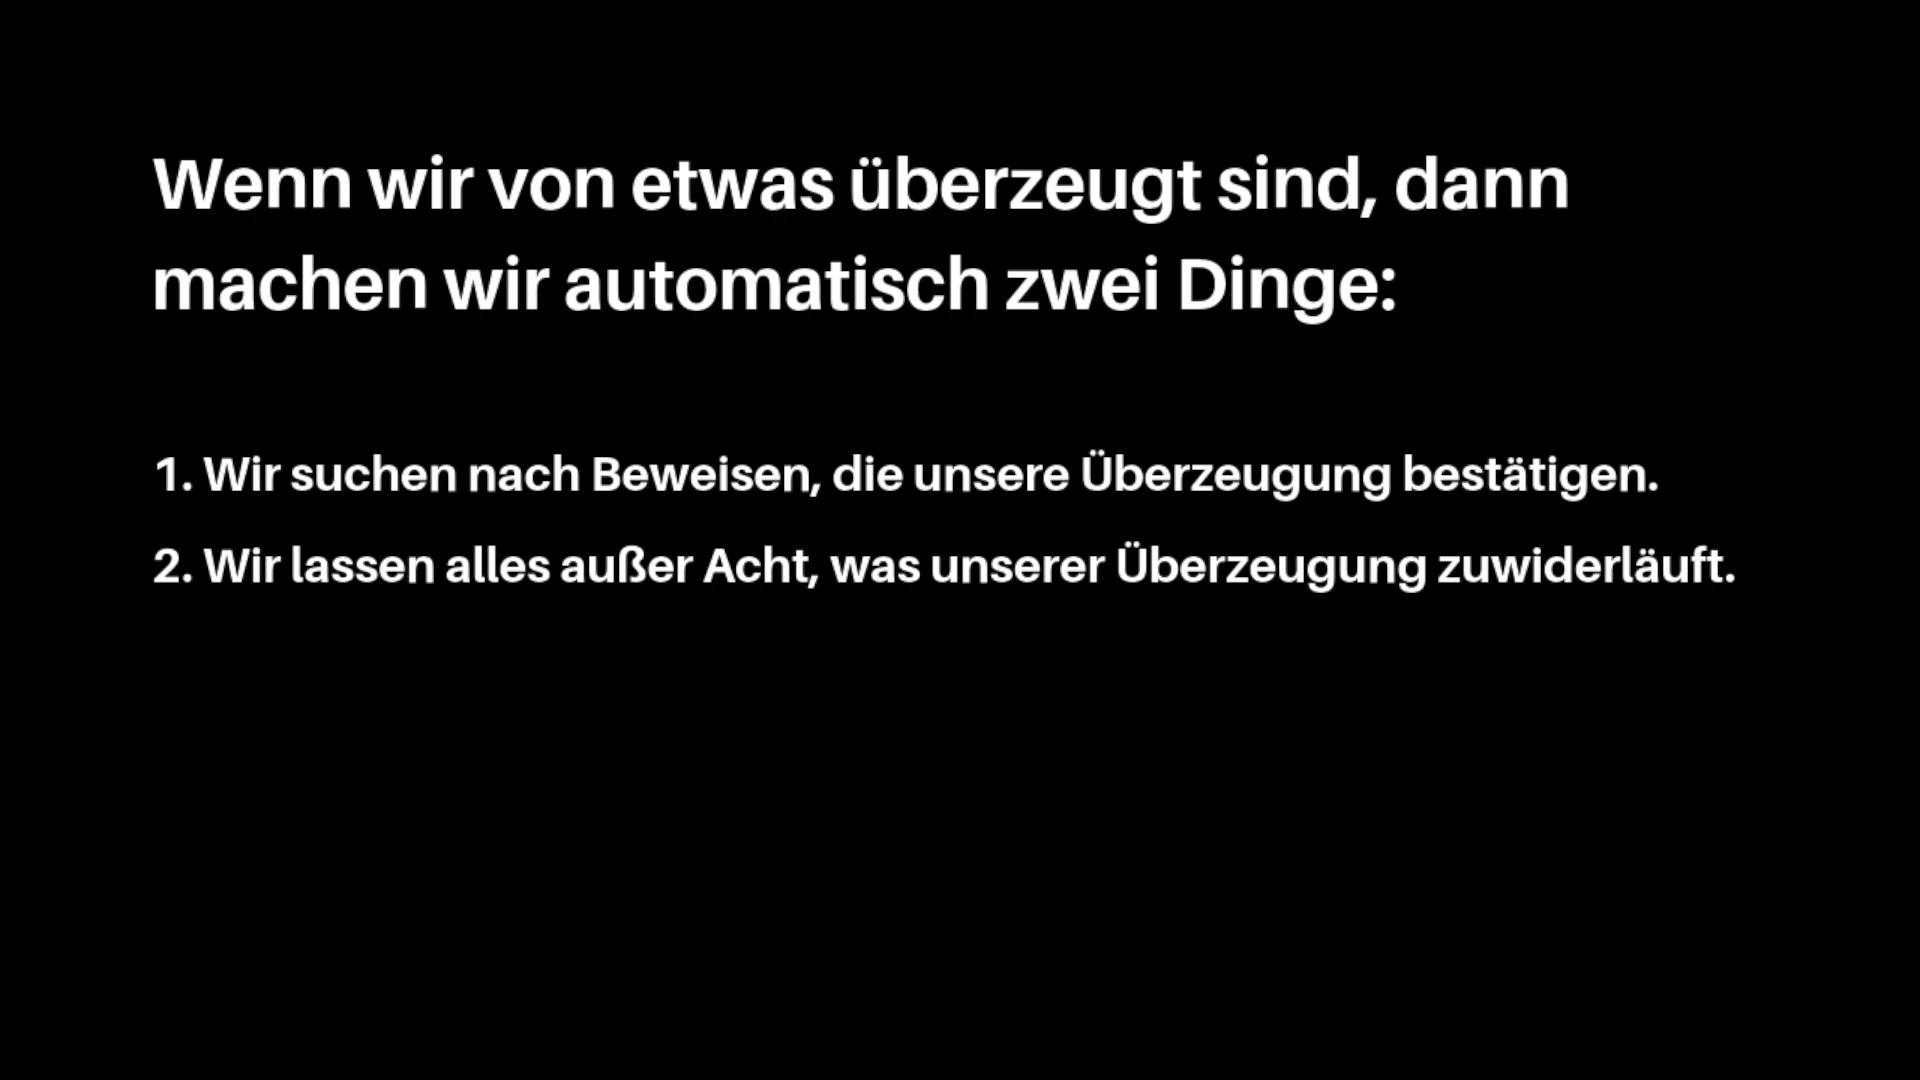 Wenn wir von etwas überzeugt sind, dann
machen wir automatisch zwei Dinge:
1. Wir suchen nach Beweisen, die unsere Überzeugung bestätigen.
2. Wir lassen alles außer Acht, was unserer Überzeugung zuwiderläuft.